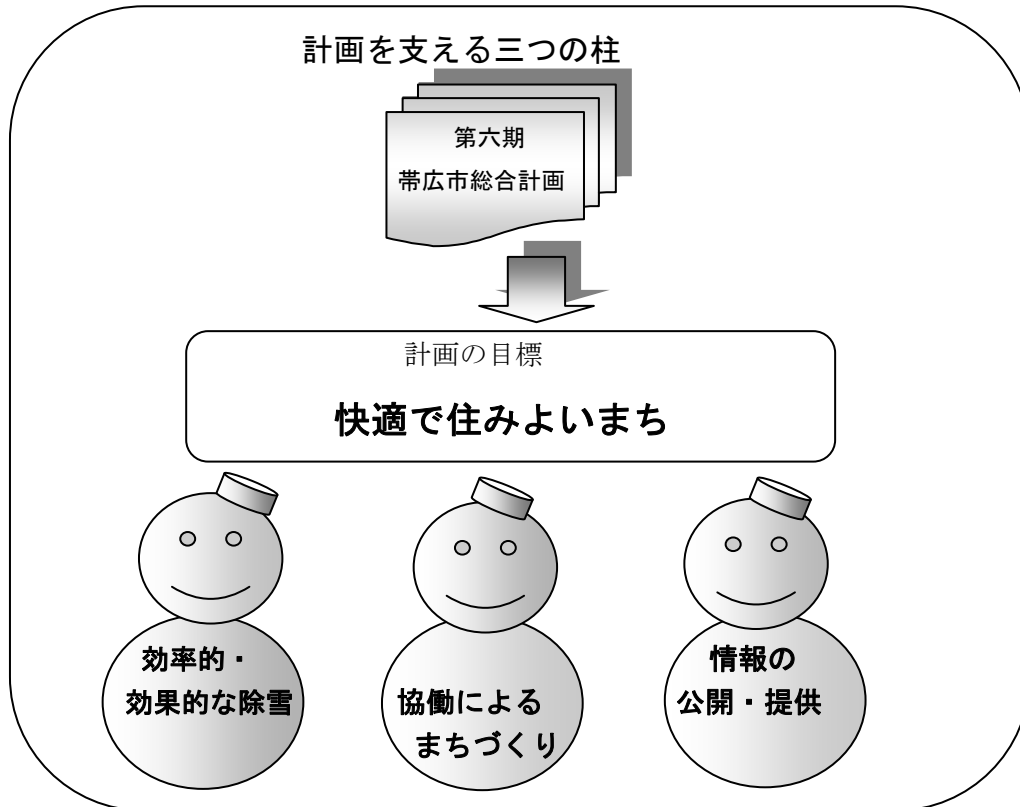 計画を支える三つの柱
第六期
帯広市総合計画
計画の目標
快適で住みよいまち
効率的・
効果的な除雪
協働による
まちづくり
情報の
公開・提供